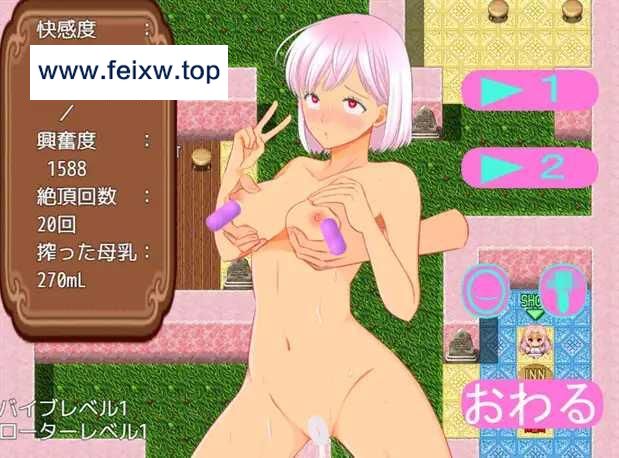 快感度 :
www.feixw.top
/
興奮度 :
1588
絶頂回数 :
20回
搾った母乳:
270mL
▶ 1
▶ 2
SHO
INN
おわる
バイブレベル1
ローターレベル1